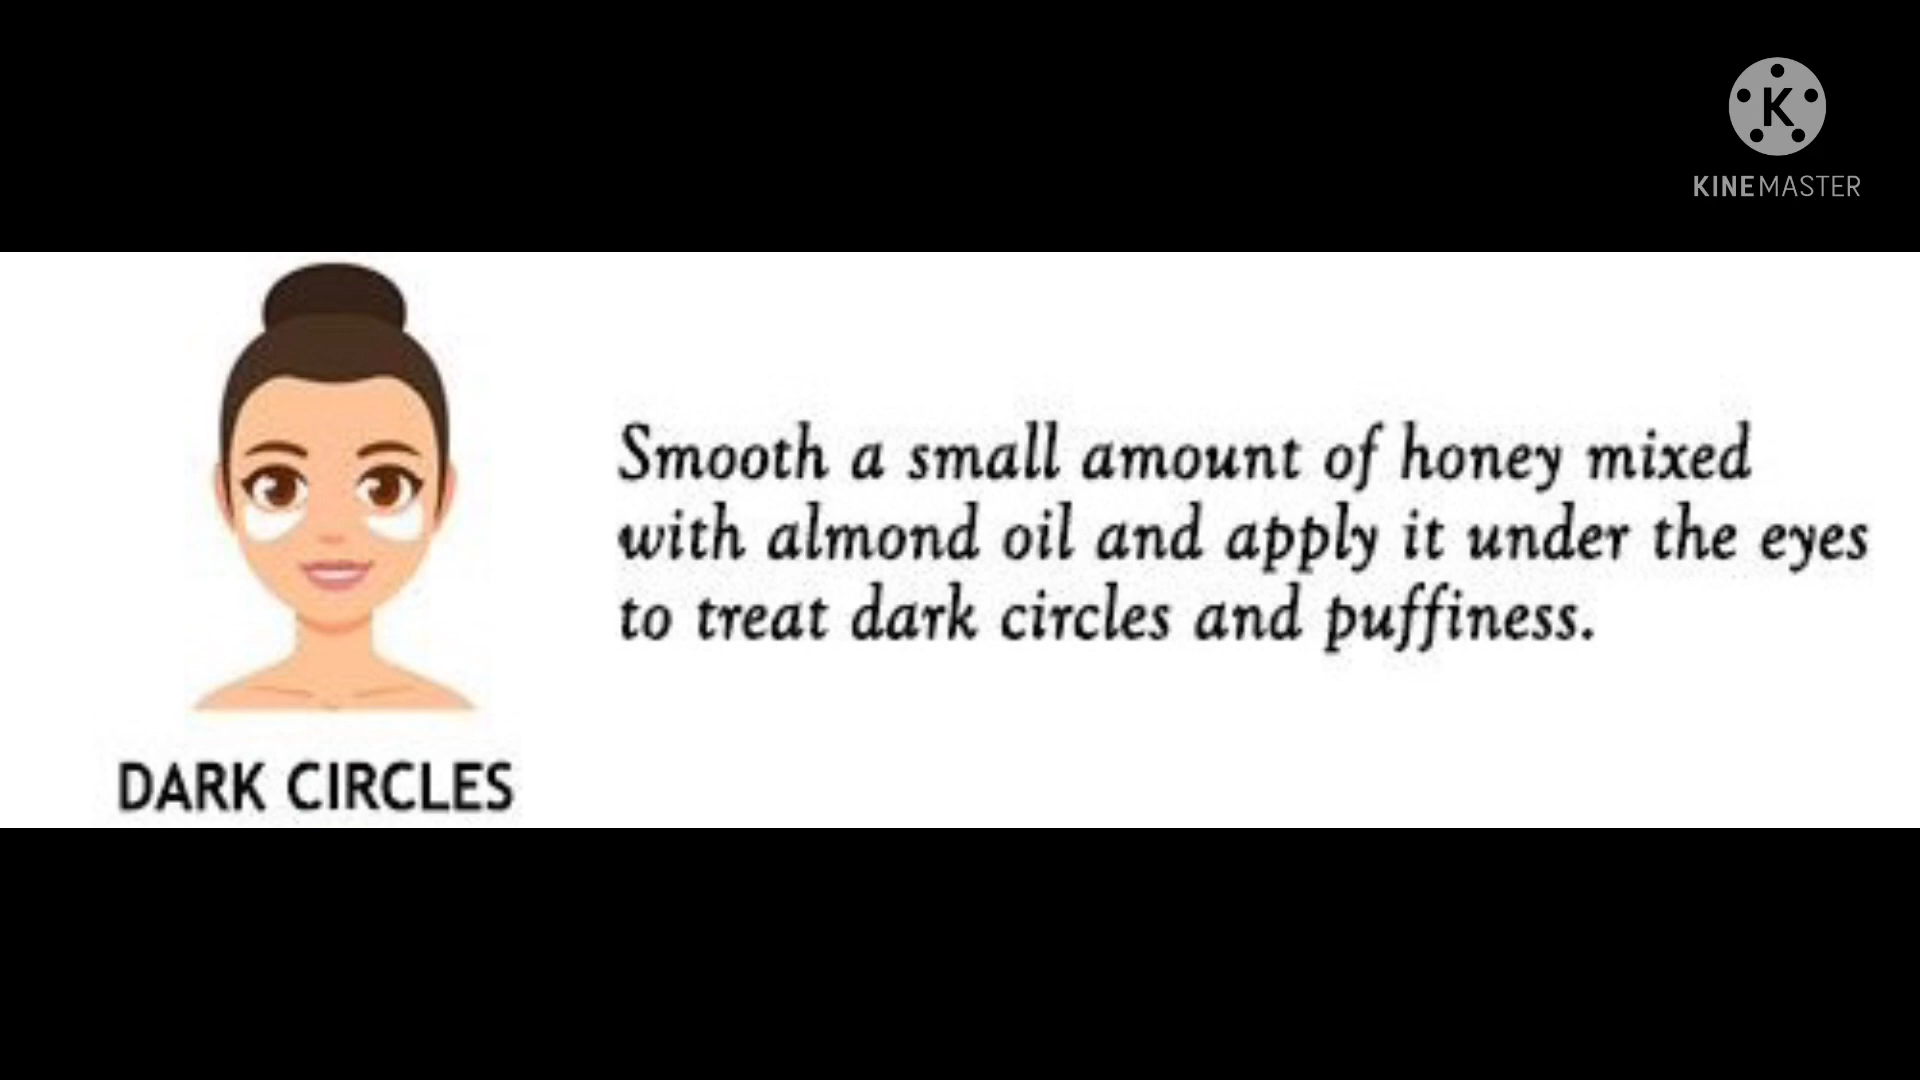 K
KINEMASTER
Smooth a small amount of honey mixed
with almond oil and apply it under the eyes
to treat dark circles and puffiness.
DARK CIRCLES